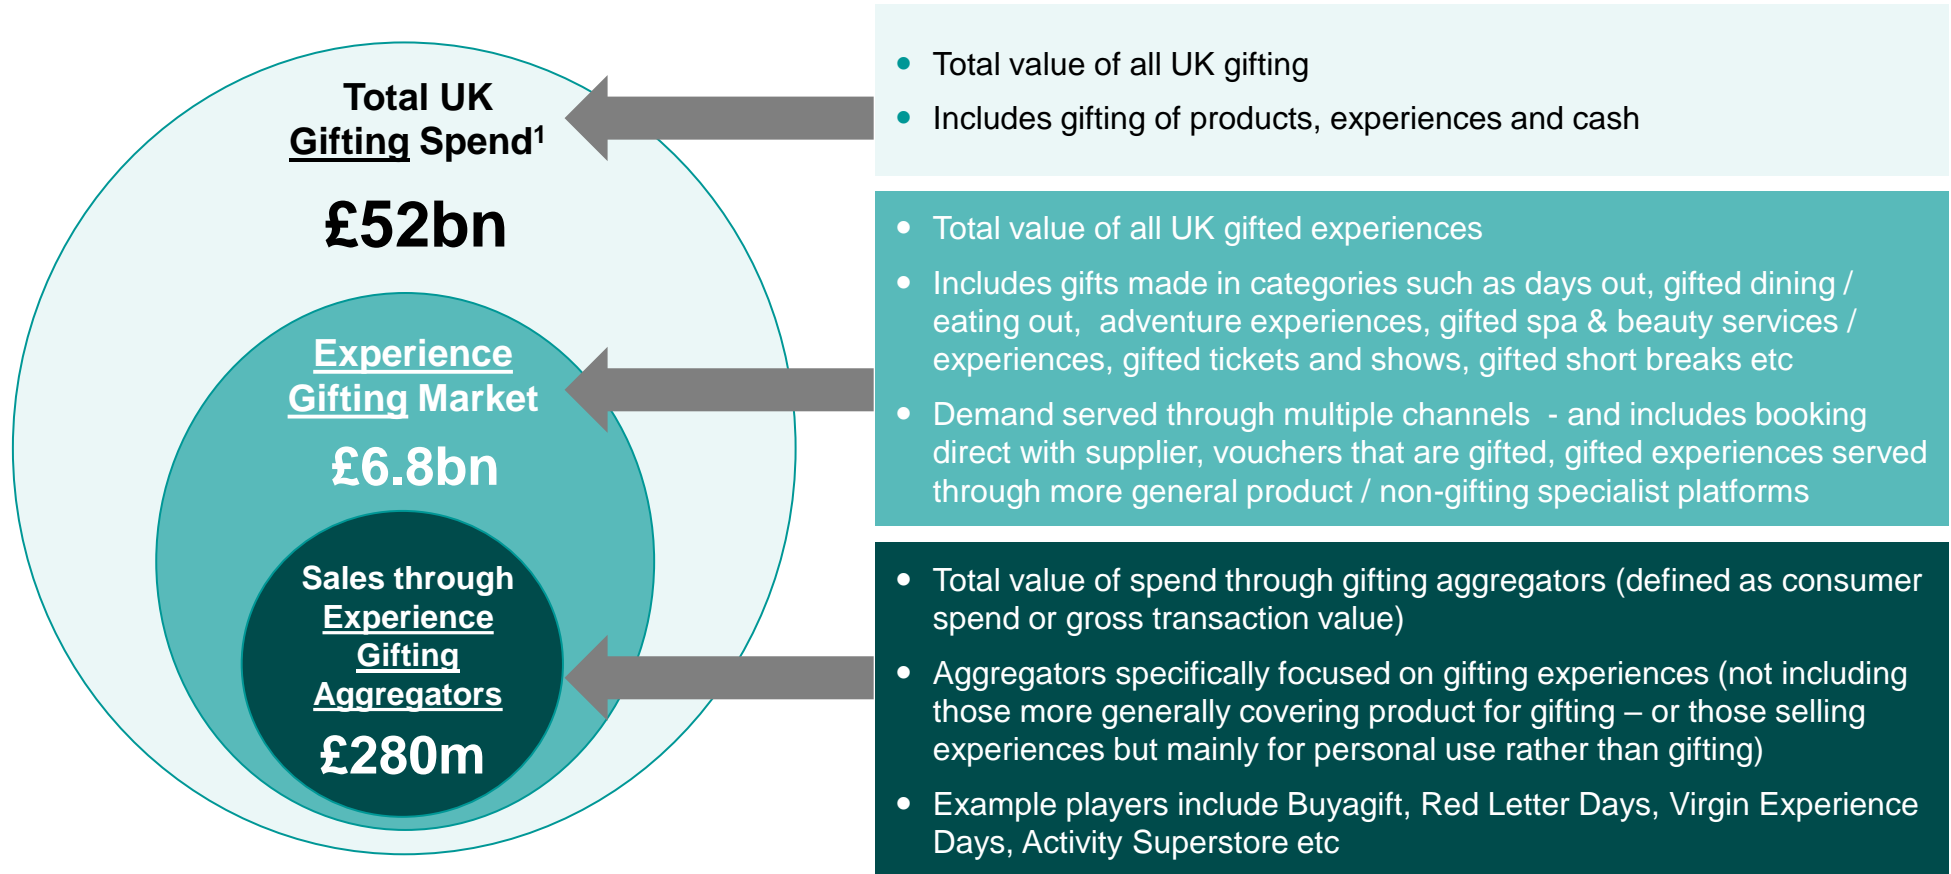 Total UK
Gifting Spend1
£52bn
Experience
Gifting Market
£6.8bn
Sales through
Experience
Gifting
Aggregators
£280m
• Total value of all UK gifting
• Includes gifting of products, experiences and cash
• Total value of all UK gifted experiences
• Includes gifts made in categories such as days out, gifted dining /
eating out,  adventure experiences, gifted spa & beauty services /
experiences, gifted tickets and shows, gifted short breaks etc
• Demand served through multiple channels  - and includes booking
direct with supplier, vouchers that are gifted, gifted experiences served
through more general product / non-gifting specialist platforms
• Total value of spend through gifting aggregators (defined as consumer
spend or gross transaction value)
• Aggregators specifically focused on gifting experiences (not including
those more generally covering product for gifting – or those selling
experiences but mainly for personal use rather than gifting)
• Example players include Buyagift, Red Letter Days, Virgin Experience
Days, Activity Superstore etc